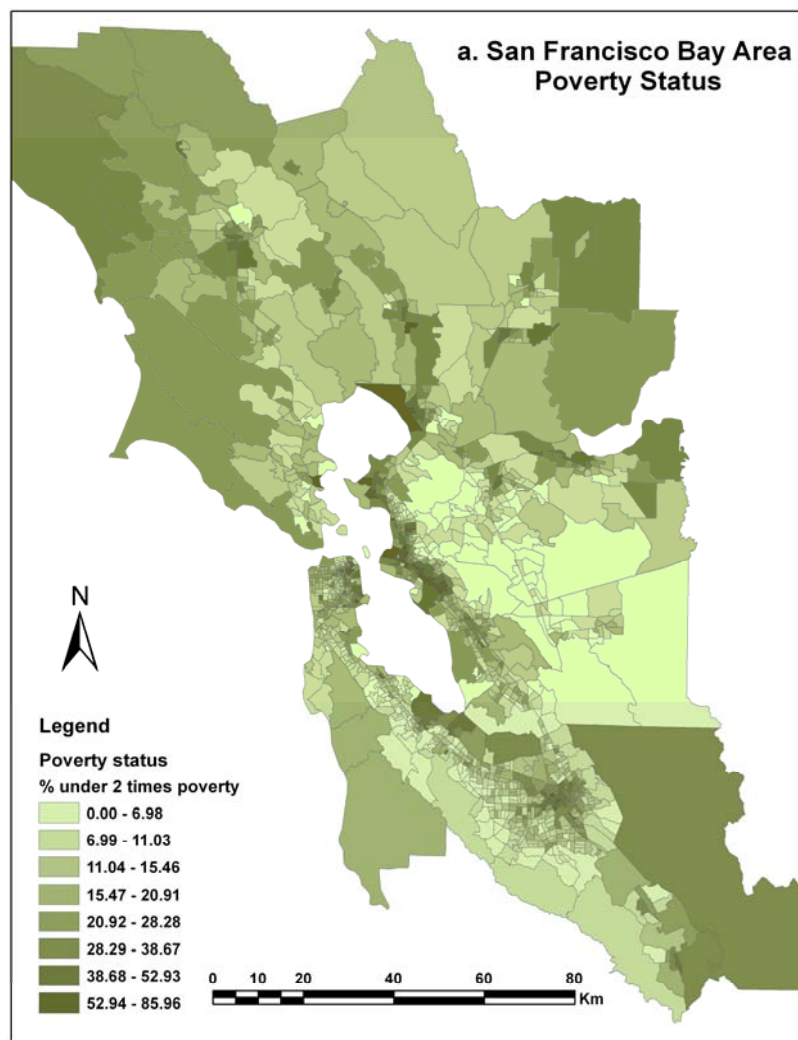 a. San Francisco Bay Area
Poverty Status
N
Legend
Poverty status
% under 2 times poverty
0.00 - 6.98
6.99 - 11.03
11.04 - 15.46
15.47 - 20.91
20.92 - 28.28
28.29 - 38.67
38.68 - 52.93
52.94 - 85.96
0 10 20 40 60 80
Km